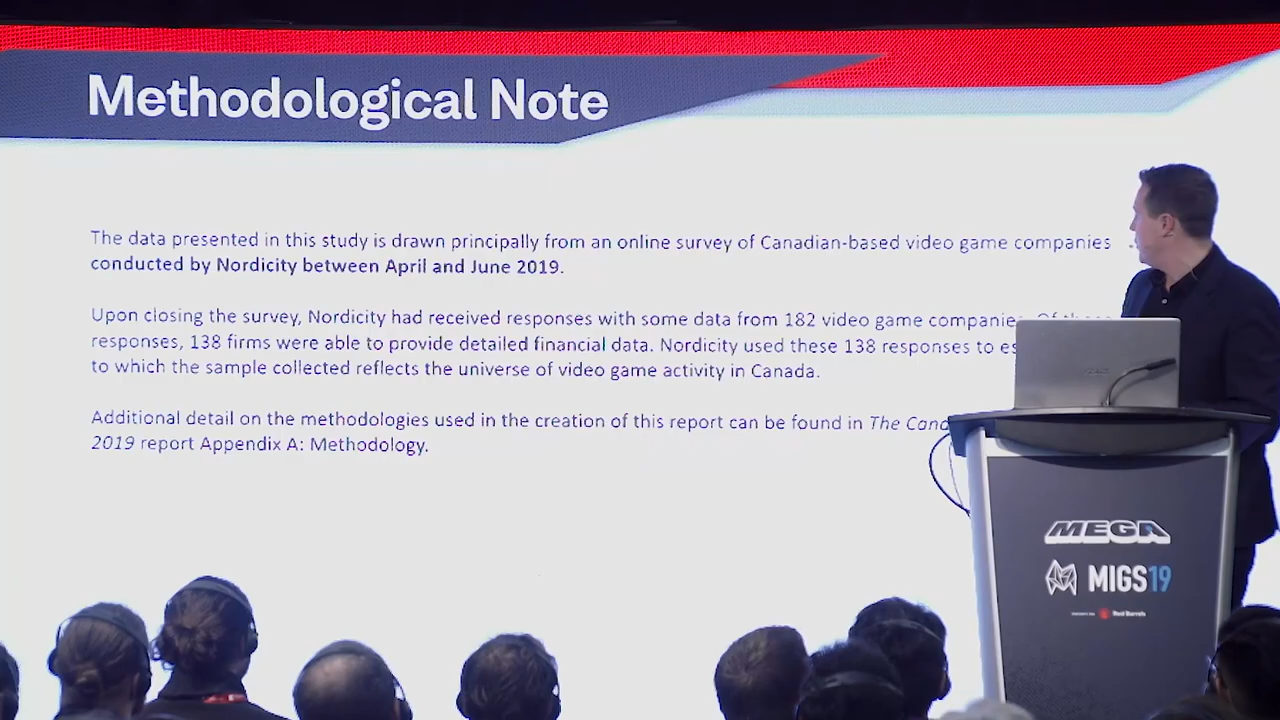 Methodological Note
The data presented in this study is drawn principally from an online survey of Canadian-based video game companies
conducted by Nordicity between April and June 2019.
Upon closing the survey, Nordicity had received responses with some data from 182 video game
responses, 138 firms were able to provide detailed financial data. Nordicity used these 138 responses to
to which the sample collected reflects the universe of video game activity in Canada.
Additional detail on the methodologies used in the creation of this report can be found in The
2019 report Appendix A: Methodology.
MEGA
MIGS19
Red Barrels